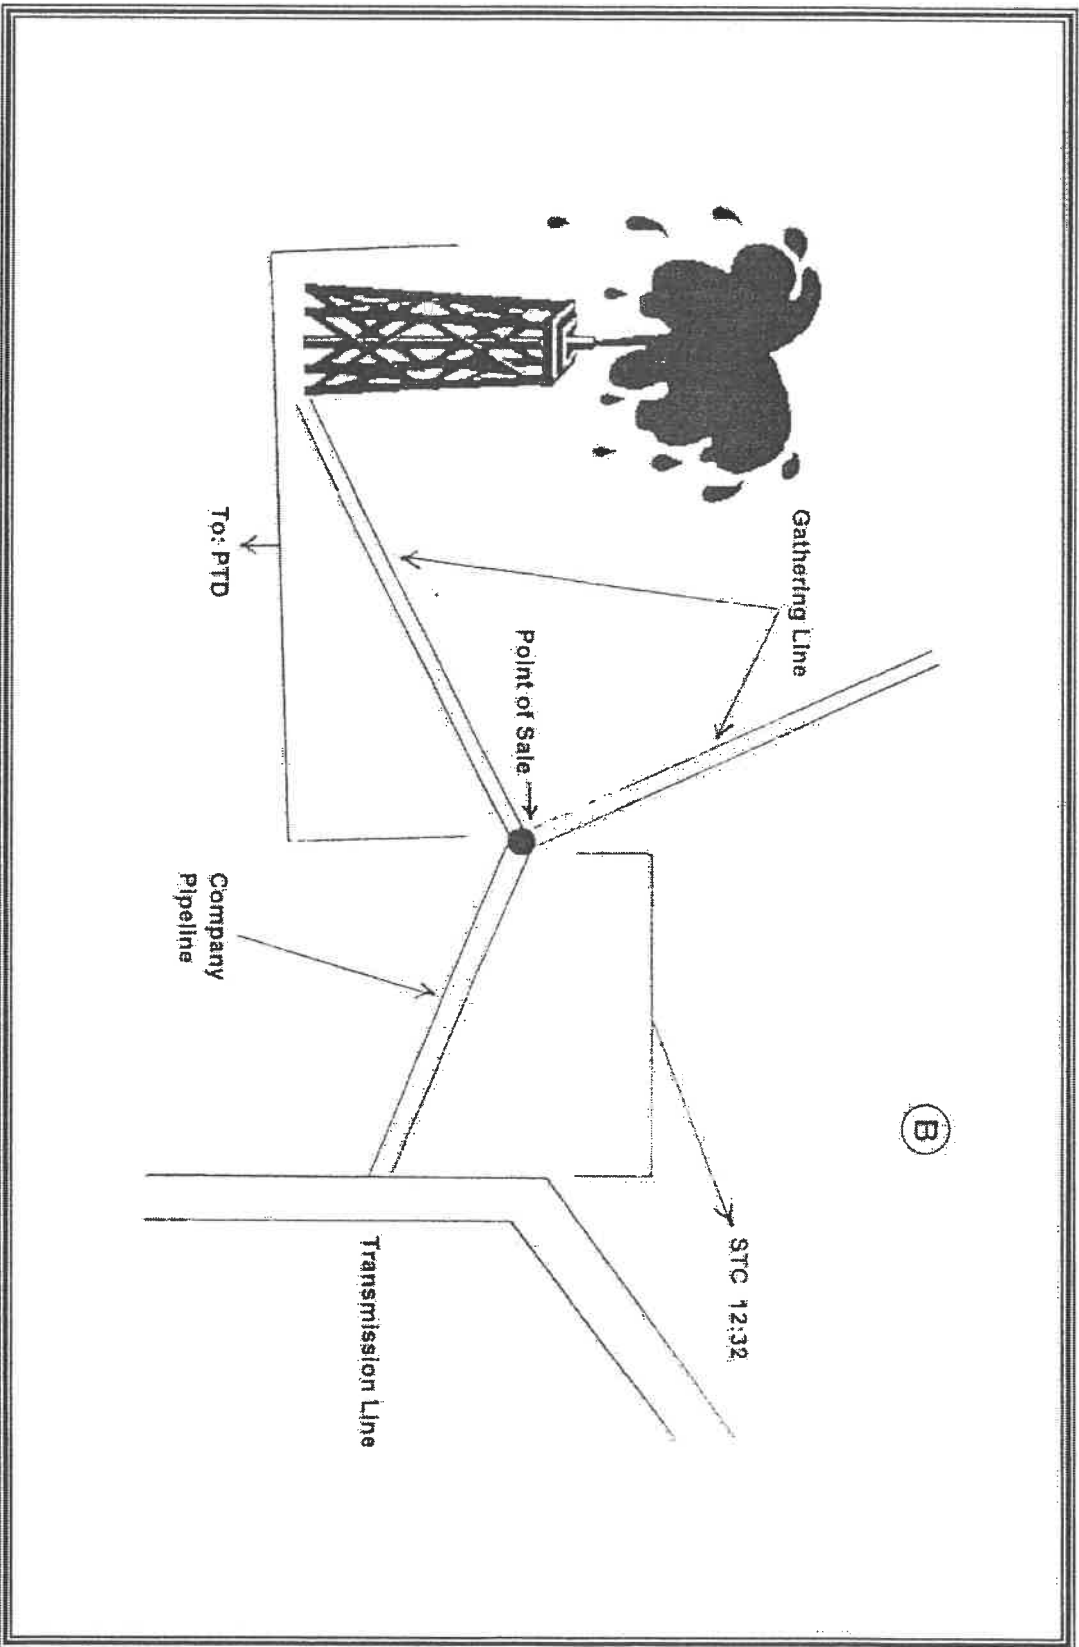 B
Gathering Line
Point of Sale
STC 12:32
To: PTD
Company
Pipeline
Transmission Line